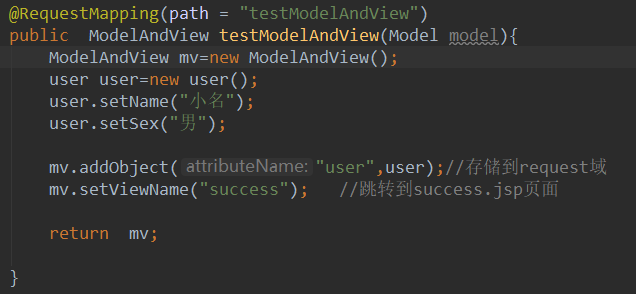 @RequestMapping(path = "testModelAndView")
public  ModelAndView testModelAndView(Model model){
    ModelAndView mv=new ModelAndView();
    user user=new user();
    user.setName("小名");
    user.setSex("男");
    mv.addObject( attributeName: "user",user);//存储到request域
    mv.setViewName("success");   //跳转到success.jsp页面
    return  mv;
}